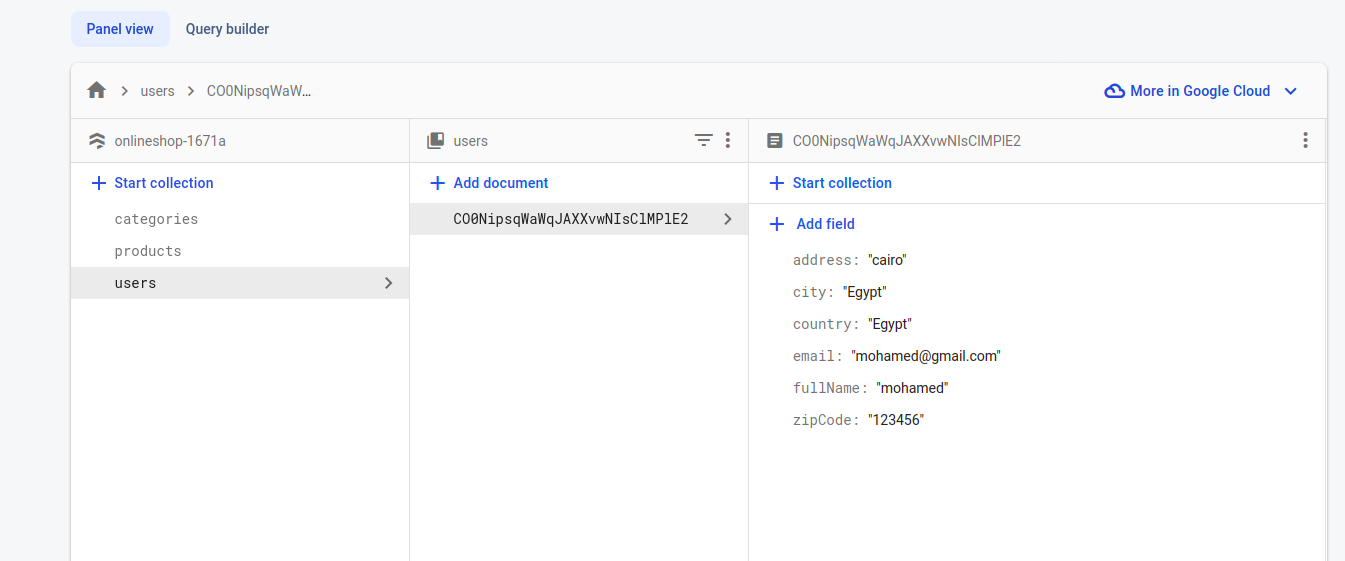 Panel view Query builder
users CO0NipsqWaW... More in Google Cloud
onlineshop-1671a users CO0NipsqWaWqJAXXvwNIsClMPlE2
Start collection Add document Start collection
categories CO0NipsqWaWqJAXXvwNIsClMPlE2 Add field
products
users
address: "cairo"
city: "Egypt"
country: "Egypt"
email: "mohamed@gmail.com"
fullName: "mohamed"
zipCode: "123456"